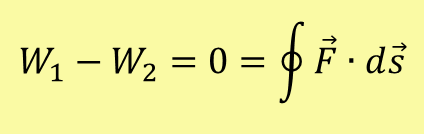 W₁ − W₂ = 0 = ∮ F⃗ · ds⃗